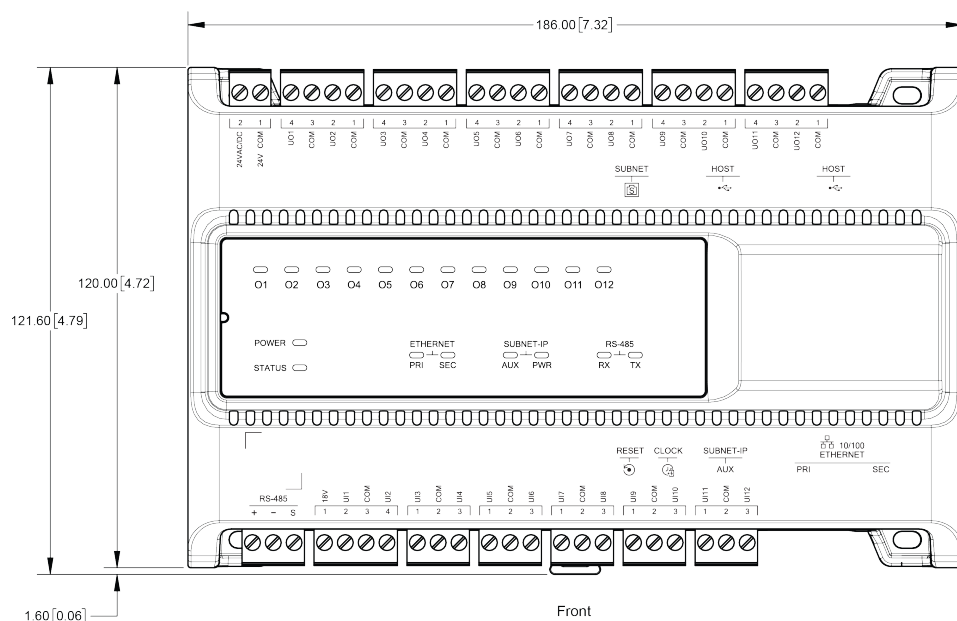 186.00[7.32]
2 1 4 3 2 1 4 3 2 1 4 3 2 1 4 3 2 1 4 3 2 1 4 3 2 1
24VAC/DC 24V COM UO1 COM UO2 COM UO3 COM UO4 COM UO5 COM UO6 COM UO7 COM UO8 COM UO9 COM UO10 COM UO11 COM UO12 COM
SUBNET HOST HOST
S
O1 O2 O3 O4 O5 O6 O7 O8 O9 O10 O11 O12
120.00[4.72]
121.60[4.79]
POWER ETHERNET SUBNET-IP RS-485
PRI SEC AUX PWR RX TX
STATUS
10/100
RESET CLOCK SUBNET-IP ETHERNET
AUX PRI SEC
RS-485 18V UI1 COM UI2 UI3 COM UI4 UI5 COM UI6 UI7 COM UI8 UI9 COM UI10 UI11 COM UI12
+ − S 1 2 3 4 1 2 3 1 2 3 1 2 3 1 2 3 1 2 3
1.60[0.06]
Front